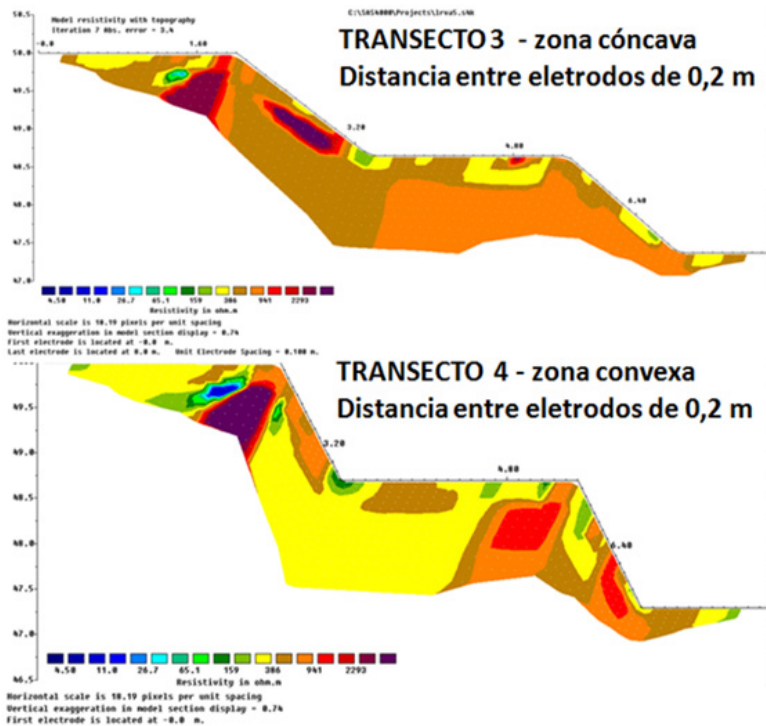 C:\SAS4000\Projects\lrva5.s4k
Model resistivity with topography
Iteration 7 Abs. error = 3.4
TRANSECTO 3 - zona cóncava
Distancia entre eletrodos de 0,2 m
50.0
-0.0
1.60
49.5
49.0
3.20
48.5
4.80
48.0
6.40
47.5
47.0
4.50 11.0 26.7 65.1 159 386 941 2293
Resistivity in ohm.m
Horizontal scale is 18.19 pixels per unit spacing
Vertical exaggeration in model section display = 0.74
First electrode is located at -0.0 m.
Last electrode is located at 0.0 m. Unit Electrode Spacing = 0.100 m.
TRANSECTO 4 - zona convexa
Distancia entre eletrodos de 0,2 m
49.5
3.20
49.0
4.80
48.5
48.0
6.40
47.5
47.0
46.5
4.50 11.0 26.7 65.1 159 386 941 2293
Resistivity in ohm.m
Horizontal scale is 18.19 pixels per unit spacing
Vertical exaggeration in model section display = 0.74
First electrode is located at -0.0 m.